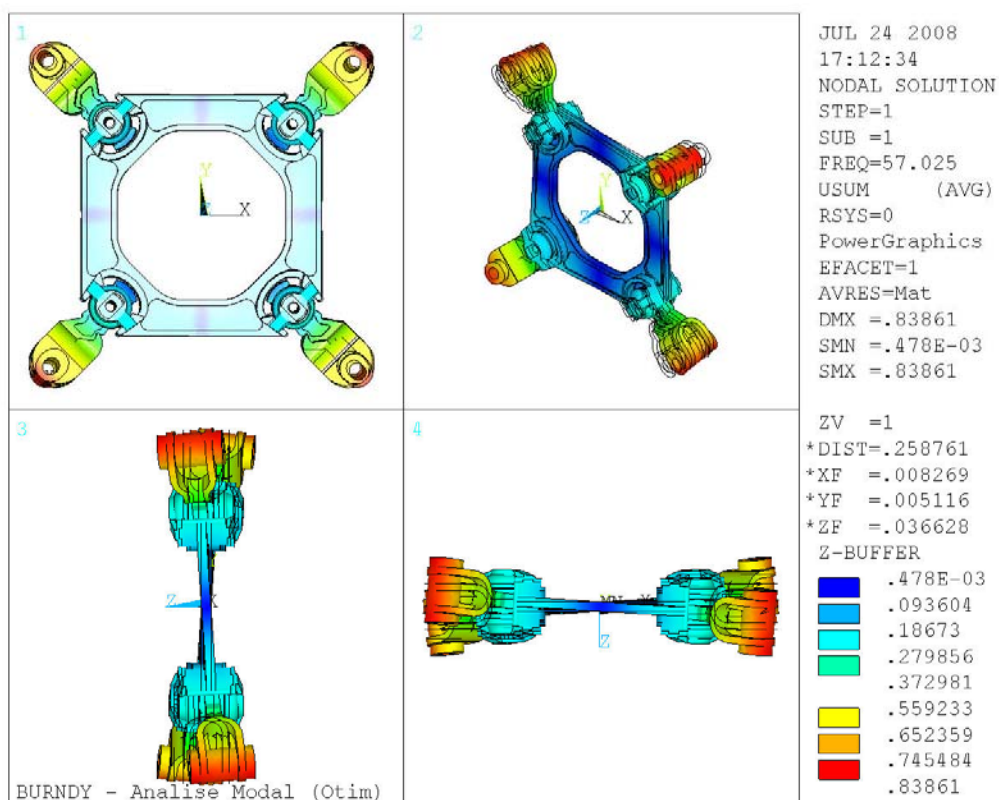 1
2
JUL 24 2008
17:12:34
NODAL SOLUTION
STEP=1
SUB =1
FREQ=57.025
USUM (AVG)
RSYS=0
PowerGraphics
EFACET=1
AVRES=Mat
DMX =.83861
SMN =.478E-03
SMX =.83861
Y
Z X
Y
Z X
3
4
ZV =1
*DIST=.258761
*XF =.008269
*YF =.005116
*ZF =.036628
Z-BUFFER
.478E-03
.093604
.18673
.279856
.372981
.559233
.652359
.745484
.83861
Z X
MN
Z
BURNDY - Analise Modal (Otim)